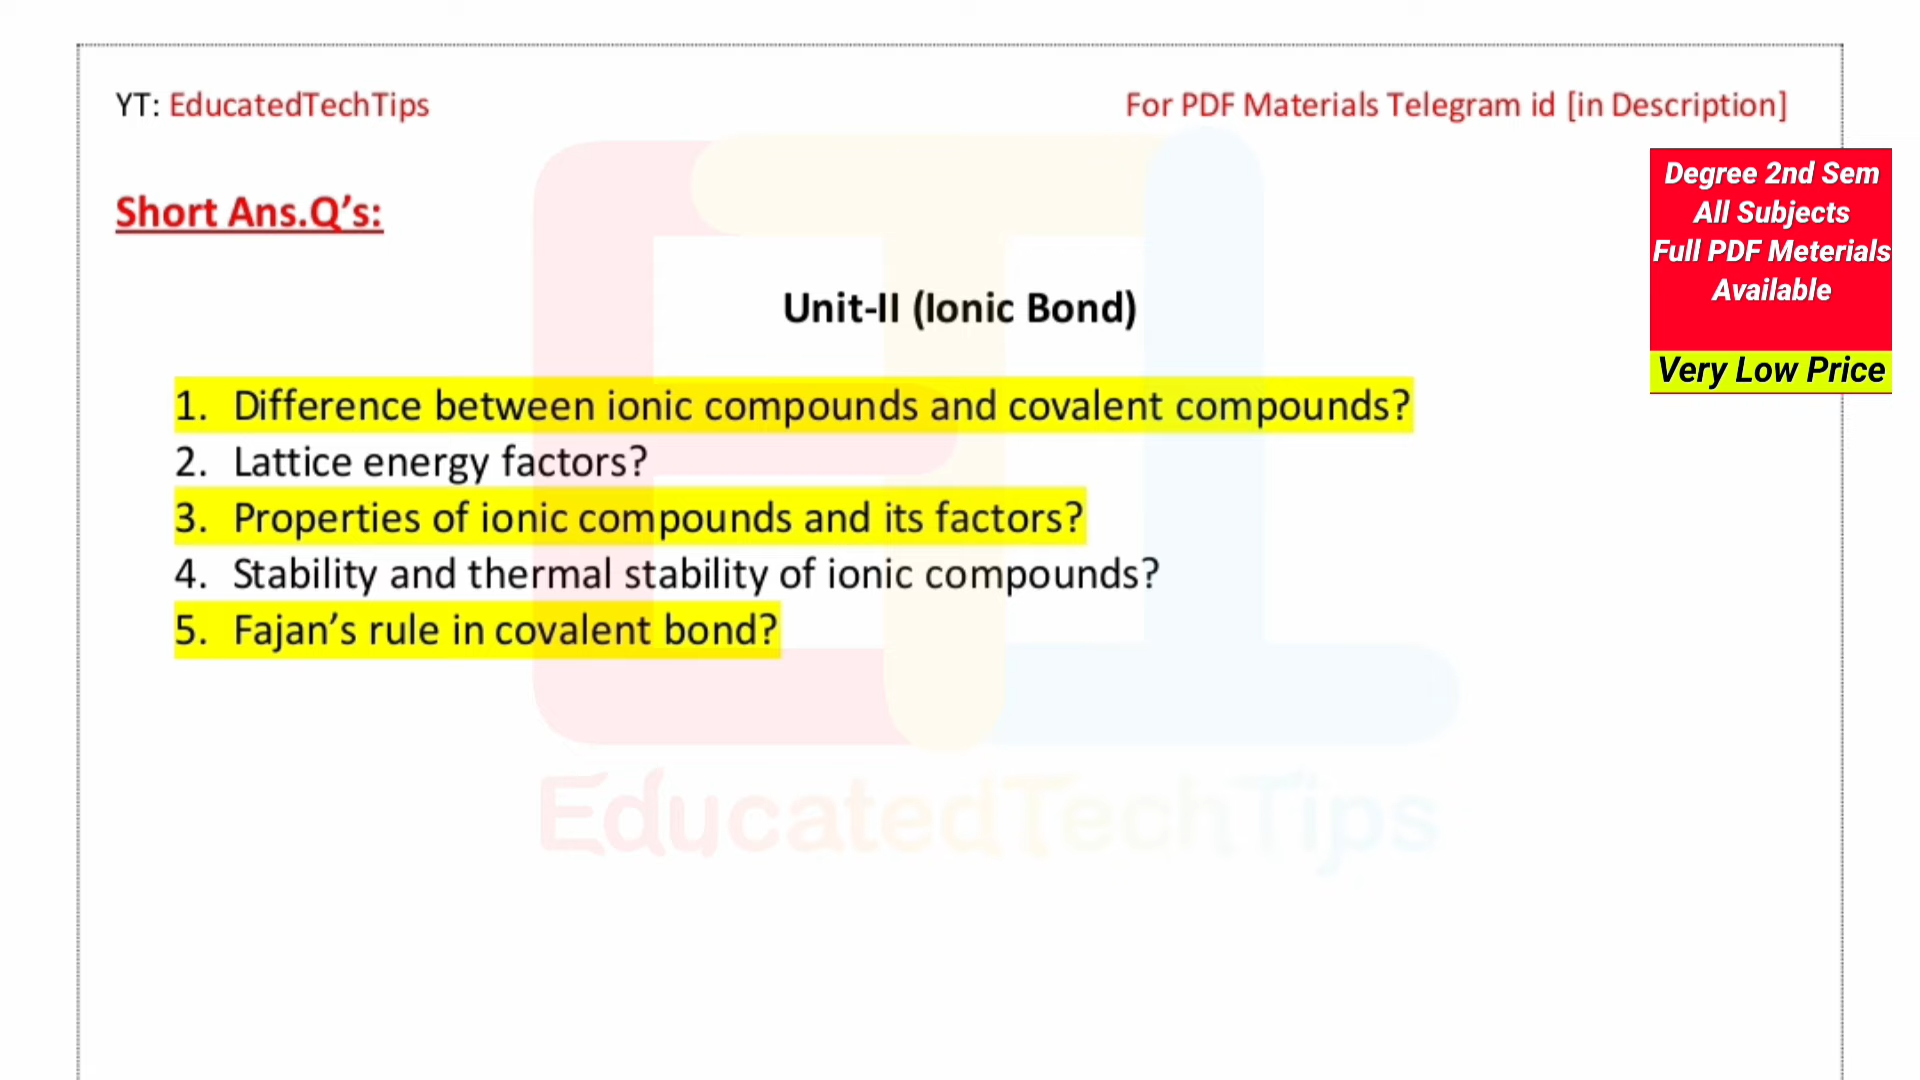 YT: EducatedTechTips
For PDF Materials Telegram id [in Description]
Degree 2nd Sem
All Subjects
Full PDF Meterials
Available
Very Low Price
Short Ans.Q’s:
Unit-II (Ionic Bond)
1. Difference between ionic compounds and covalent compounds?
2. Lattice energy factors?
3. Properties of ionic compounds and its factors?
4. Stability and thermal stability of ionic compounds?
5. Fajan’s rule in covalent bond?
EducatedTechTips